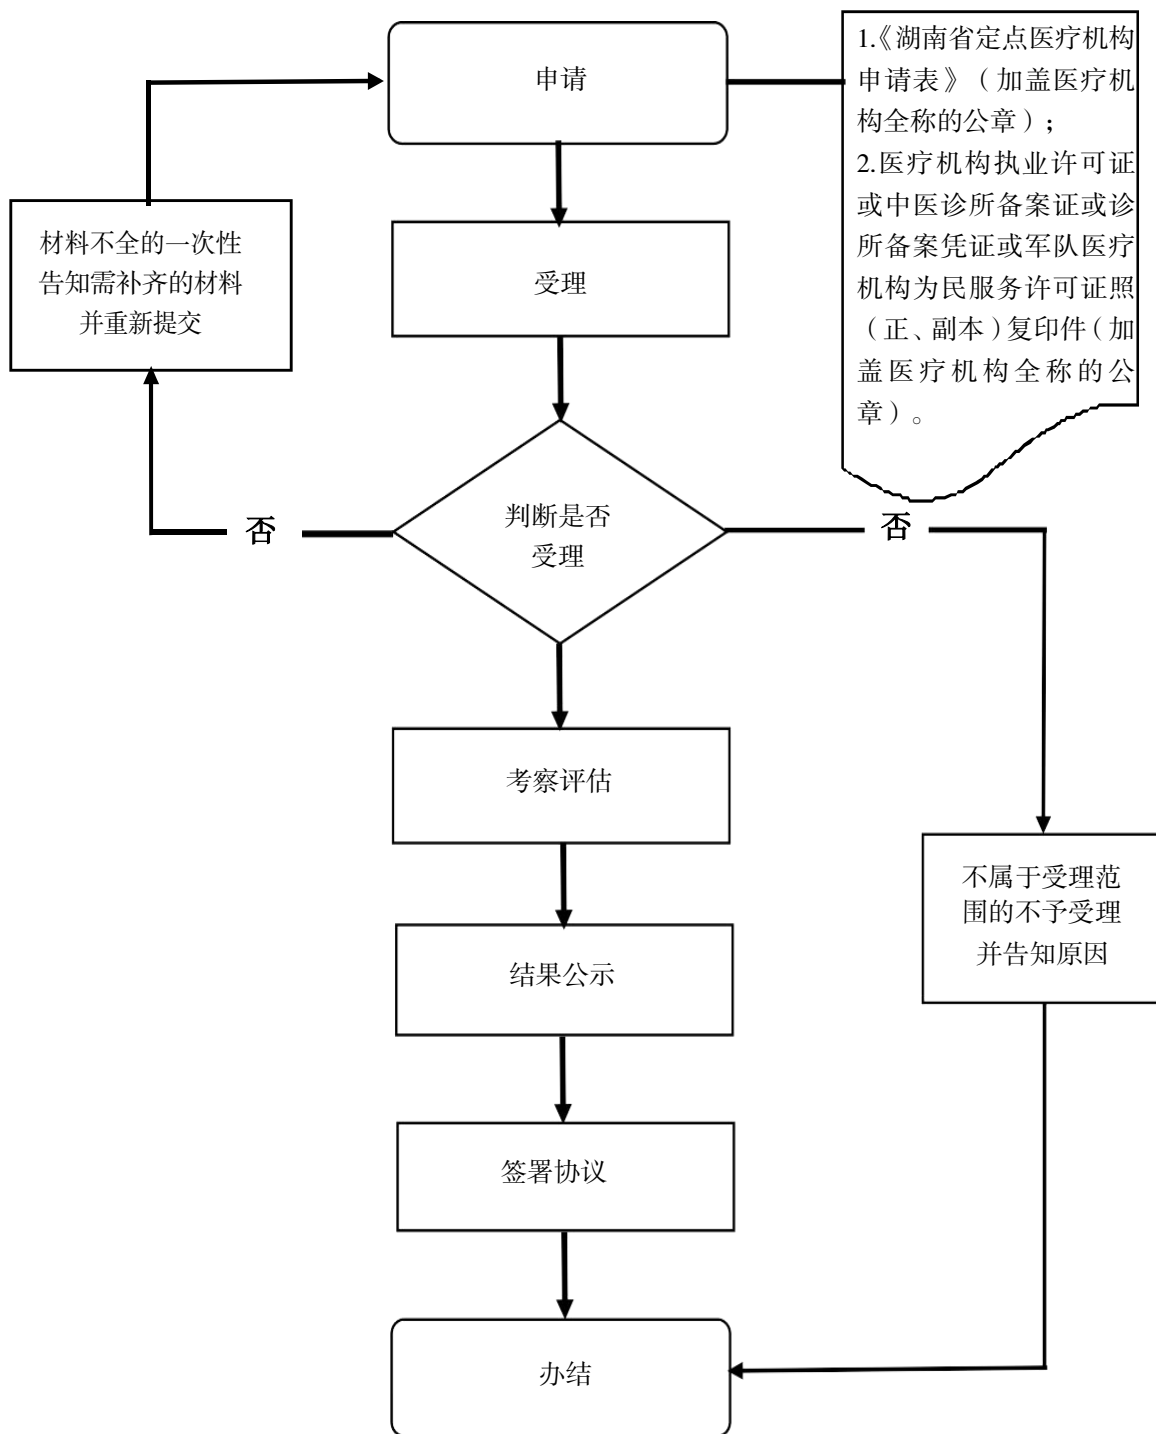 申请
1.《湖南省定点医疗机构
申请表》（加盖医疗机
构全称的公章）；
2.医疗机构执业许可证
或中医诊所备案证或诊
所备案凭证或军队医疗
机构为民服务许可证照
（正、副本）复印件（加
盖医疗机构全称的公
章）。
材料不全的一次性
告知需补齐的材料
并重新提交
受理
判断是否
受理
否
否
考察评估
不属于受理范
围的不予受理
并告知原因
结果公示
签署协议
办结